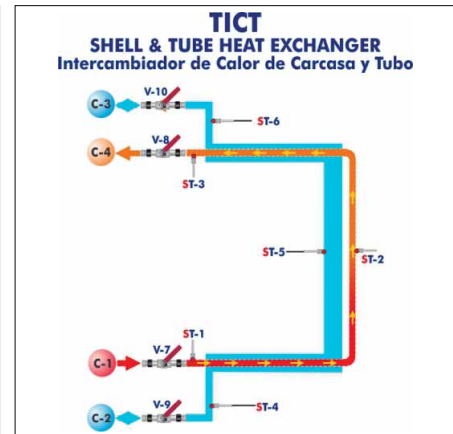 TICT
SHELL & TUBE HEAT EXCHANGER
Intercambiador de Calor de Carcasa y Tubo
V-10
C-3
ST-6
V-8
C-4
ST-3
ST-5
ST-2
ST-1
V-7
C-1
V-9
ST-4
C-2